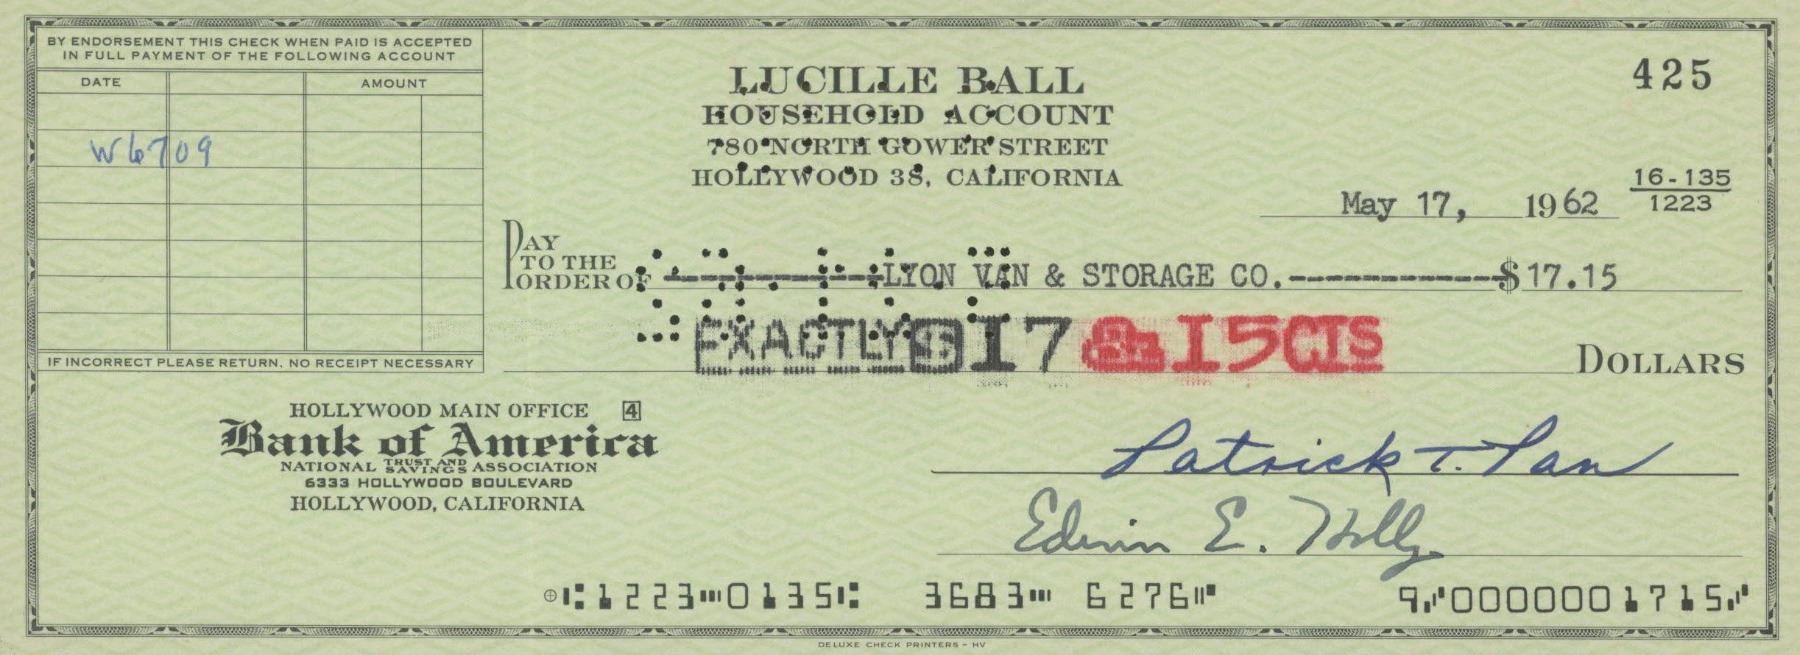 BY ENDORSEMENT THIS CHECK WHEN PAID IS ACCEPTED
IN FULL PAYMENT OF THE FOLLOWING ACCOUNT
DATE AMOUNT
W6709
IF INCORRECT PLEASE RETURN. NO RECEIPT NECESSARY
LUCILLE BALL
HOUSEHOLD ACCOUNT
780 NORTH GOWER STREET
HOLLYWOOD 38, CALIFORNIA
425
16-135
1223
May 17, 1962
PAY
TO THE
ORDER OF ----------LYON VAN & STORAGE CO.------------$17.15
EXACTLY $17 & 15CTS DOLLARS
HOLLYWOOD MAIN OFFICE 4
Bank of America
NATIONAL TRUST AND SAVINGS ASSOCIATION
6333 HOLLYWOOD BOULEVARD
HOLLYWOOD, CALIFORNIA
Patrick T.
Edwin E. Holly
⑆1223⑉0135⑆ 3683⑉ 6276⑈ 9⑇0000001715⑇
DELUXE CHECK PRINTERS - HV